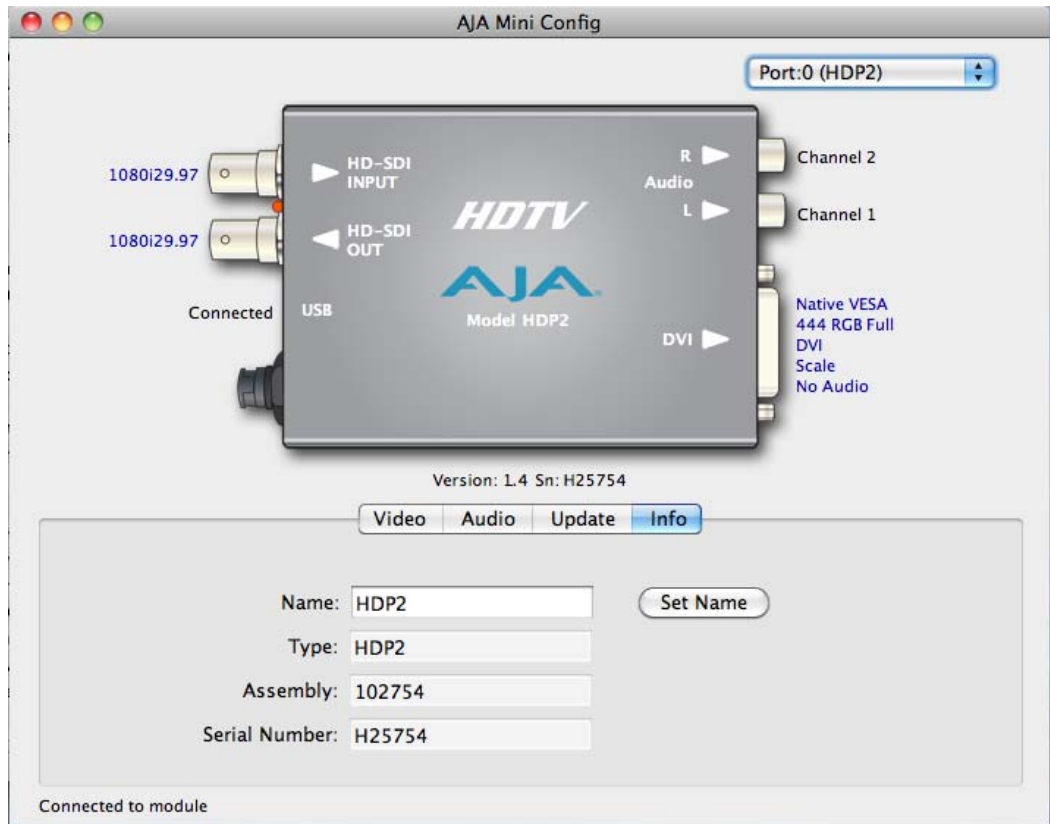 AJA Mini Config
Port:0 (HDP2)
1080i29.97
HD-SDI
INPUT
R
Audio
L
Channel 2
Channel 1
1080i29.97
HD-SDI
OUT
HDTV
AJA
Model HDP2
Connected
USB
DVI
Native VESA
444 RGB Full
DVI
Scale
No Audio
Version: 1.4 Sn: H25754
Video Audio Update Info
Name: HDP2 Set Name
Type: HDP2
Assembly: 102754
Serial Number: H25754
Connected to module